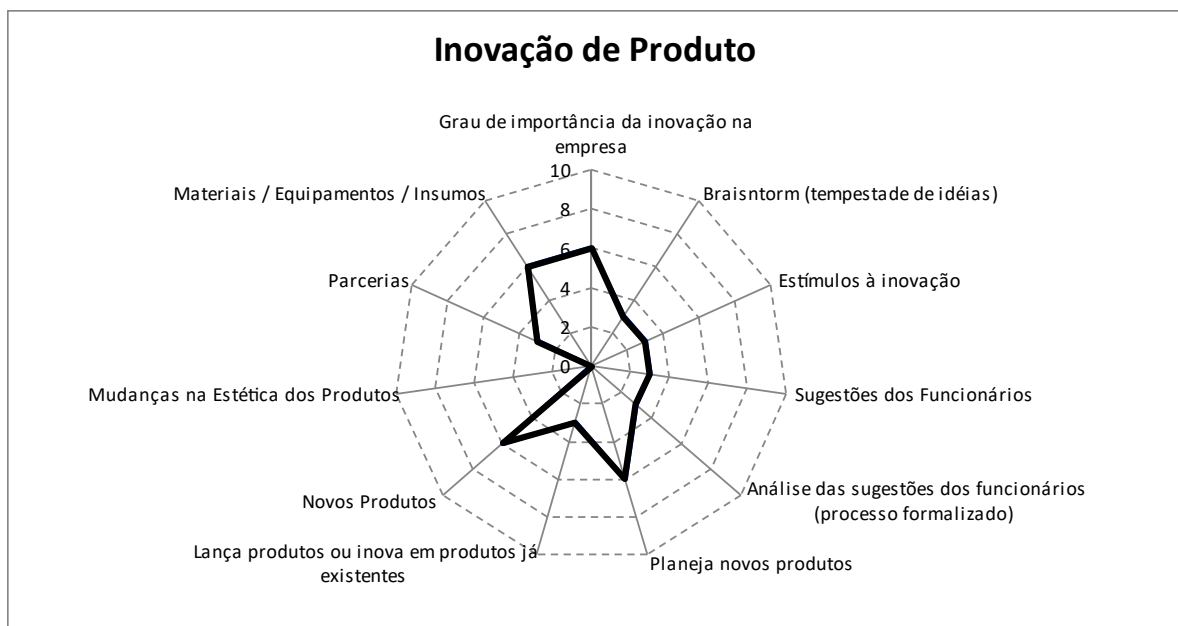 Inovação de Produto
Grau de importância da inovação na
empresa
Braisntorm (tempestade de idéias)
Estímulos à inovação
Sugestões dos Funcionários
Análise das sugestões dos funcionários
(processo formalizado)
Planeja novos produtos
Lança produtos ou inova em produtos já
existentes
Novos Produtos
Mudanças na Estética dos Produtos
Parcerias
Materiais / Equipamentos / Insumos
10
8
6
4
2
0